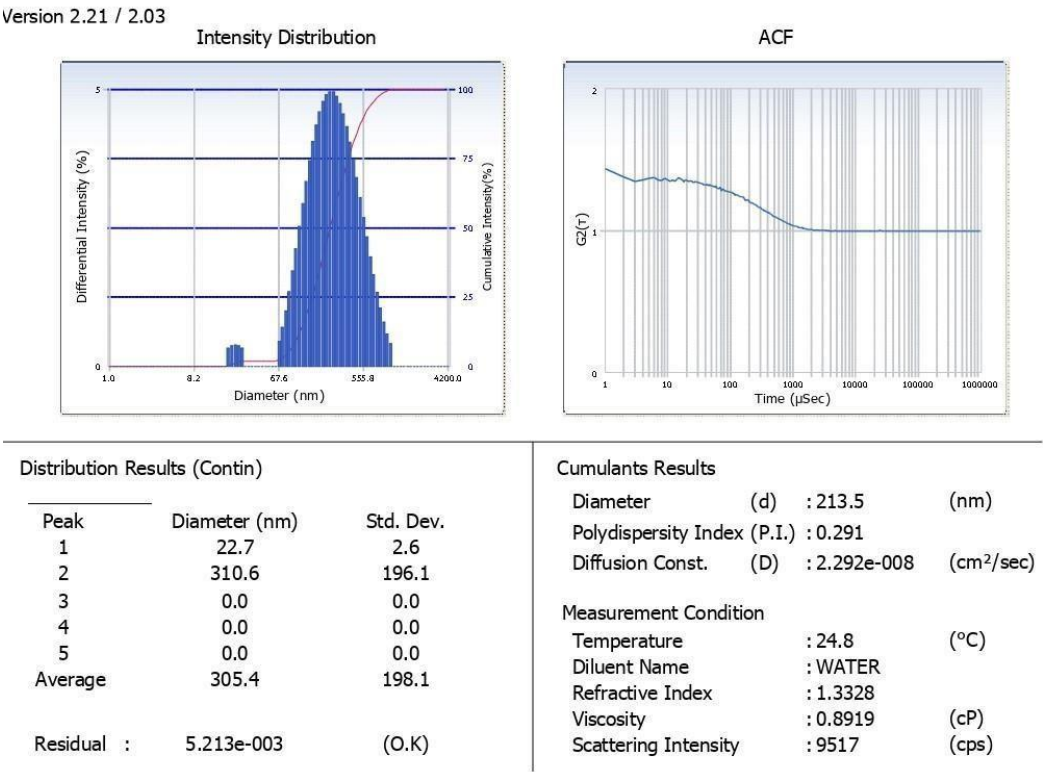 Version 2.21 / 2.03
Intensity Distribution
5
0
Differential Intensity (%)
100
75
50
25
0
Cumulative Intensity(%)
1.0 8.2 67.6 555.8 4200.0
Diameter (nm)
ACF
2
1
0
G2(τ)
1 10 100 1000 10000 100000 1000000
Time (µSec)
Distribution Results (Contin)
Peak Diameter (nm) Std. Dev.
1 22.7 2.6
2 310.6 196.1
3 0.0 0.0
4 0.0 0.0
5 0.0 0.0
Average 305.4 198.1
Residual : 5.213e-003 (O.K)
Cumulants Results
Diameter (d) : 213.5 (nm)
Polydispersity Index (P.I.) : 0.291
Diffusion Const. (D) : 2.292e-008 (cm²/sec)
Measurement Condition
Temperature : 24.8 (°C)
Diluent Name : WATER
Refractive Index : 1.3328
Viscosity : 0.8919 (cP)
Scattering Intensity : 9517 (cps)